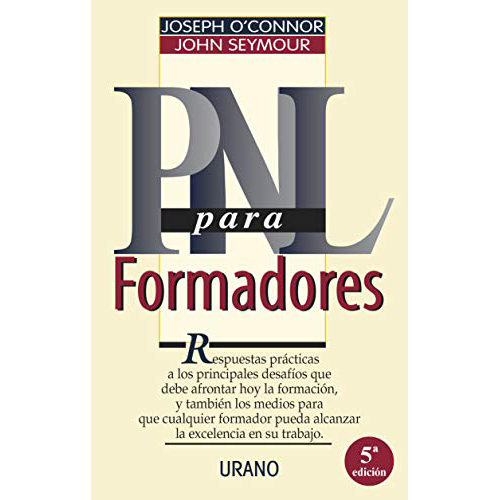 JOSEPH O'CONNOR
JOHN SEYMOUR
PNL
para
Formadores
Respuestas prácticas
a los principales desafíos que
debe afrontar hoy la formación,
y también los medios para
que cualquier formador pueda alcanzar
la excelencia en su trabajo.
5ª
edición
URANO